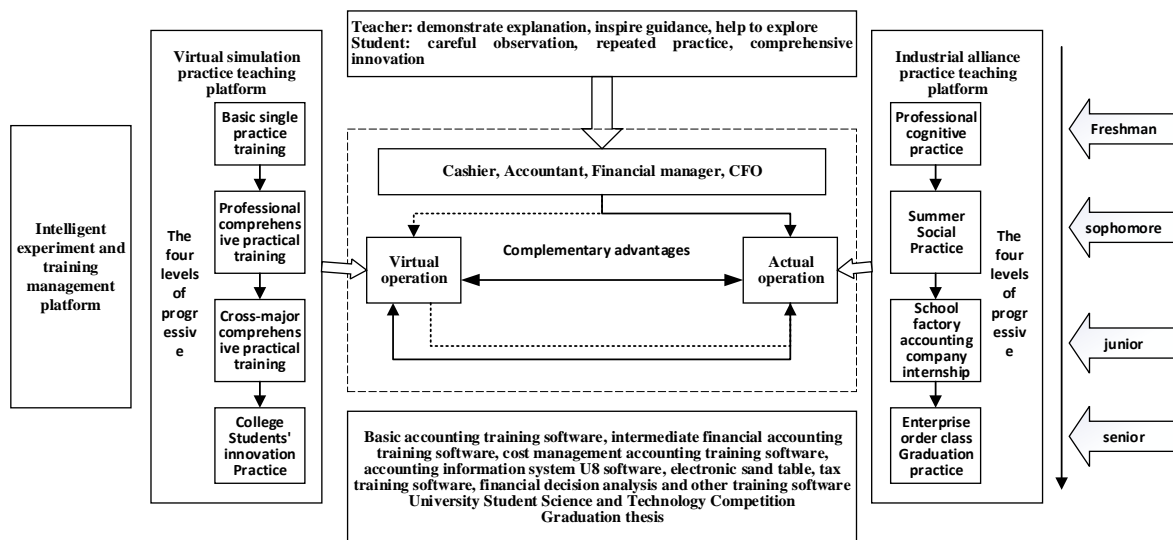 Teacher: demonstrate explanation, inspire guidance, help to explore
Student: careful observation, repeated practice, comprehensive
innovation
Virtual simulation
practice teaching
platform
Basic single
practice
training
Professional
comprehens
ive practical
training
Cross-major
comprehens
ive practical
training
College
Students'
innovation
Practice
The
four
levels of
progr
essiv
e
Intelligent
experiment and
training
management
platform
Cashier, Accountant, Financial manager, CFO
Complementary advantages
Virtual
operation
Actual
operation
Basic accounting training software, intermediate financial accounting
training software, cost management accounting training software,
accounting information system U8 software, electronic sand table, tax
training software, financial decision analysis and other training software
University Student Science and Technology Competition
Graduation thesis
Industrial alliance
practice teaching
platform
Professional
cognitive
practice
Summer
Social
Practice
School
factory
accounting
company
internship
Enterprise
order class
Graduation
practice
The
four
levels of
progr
essiv
e
Freshman
sophomore
junior
senior